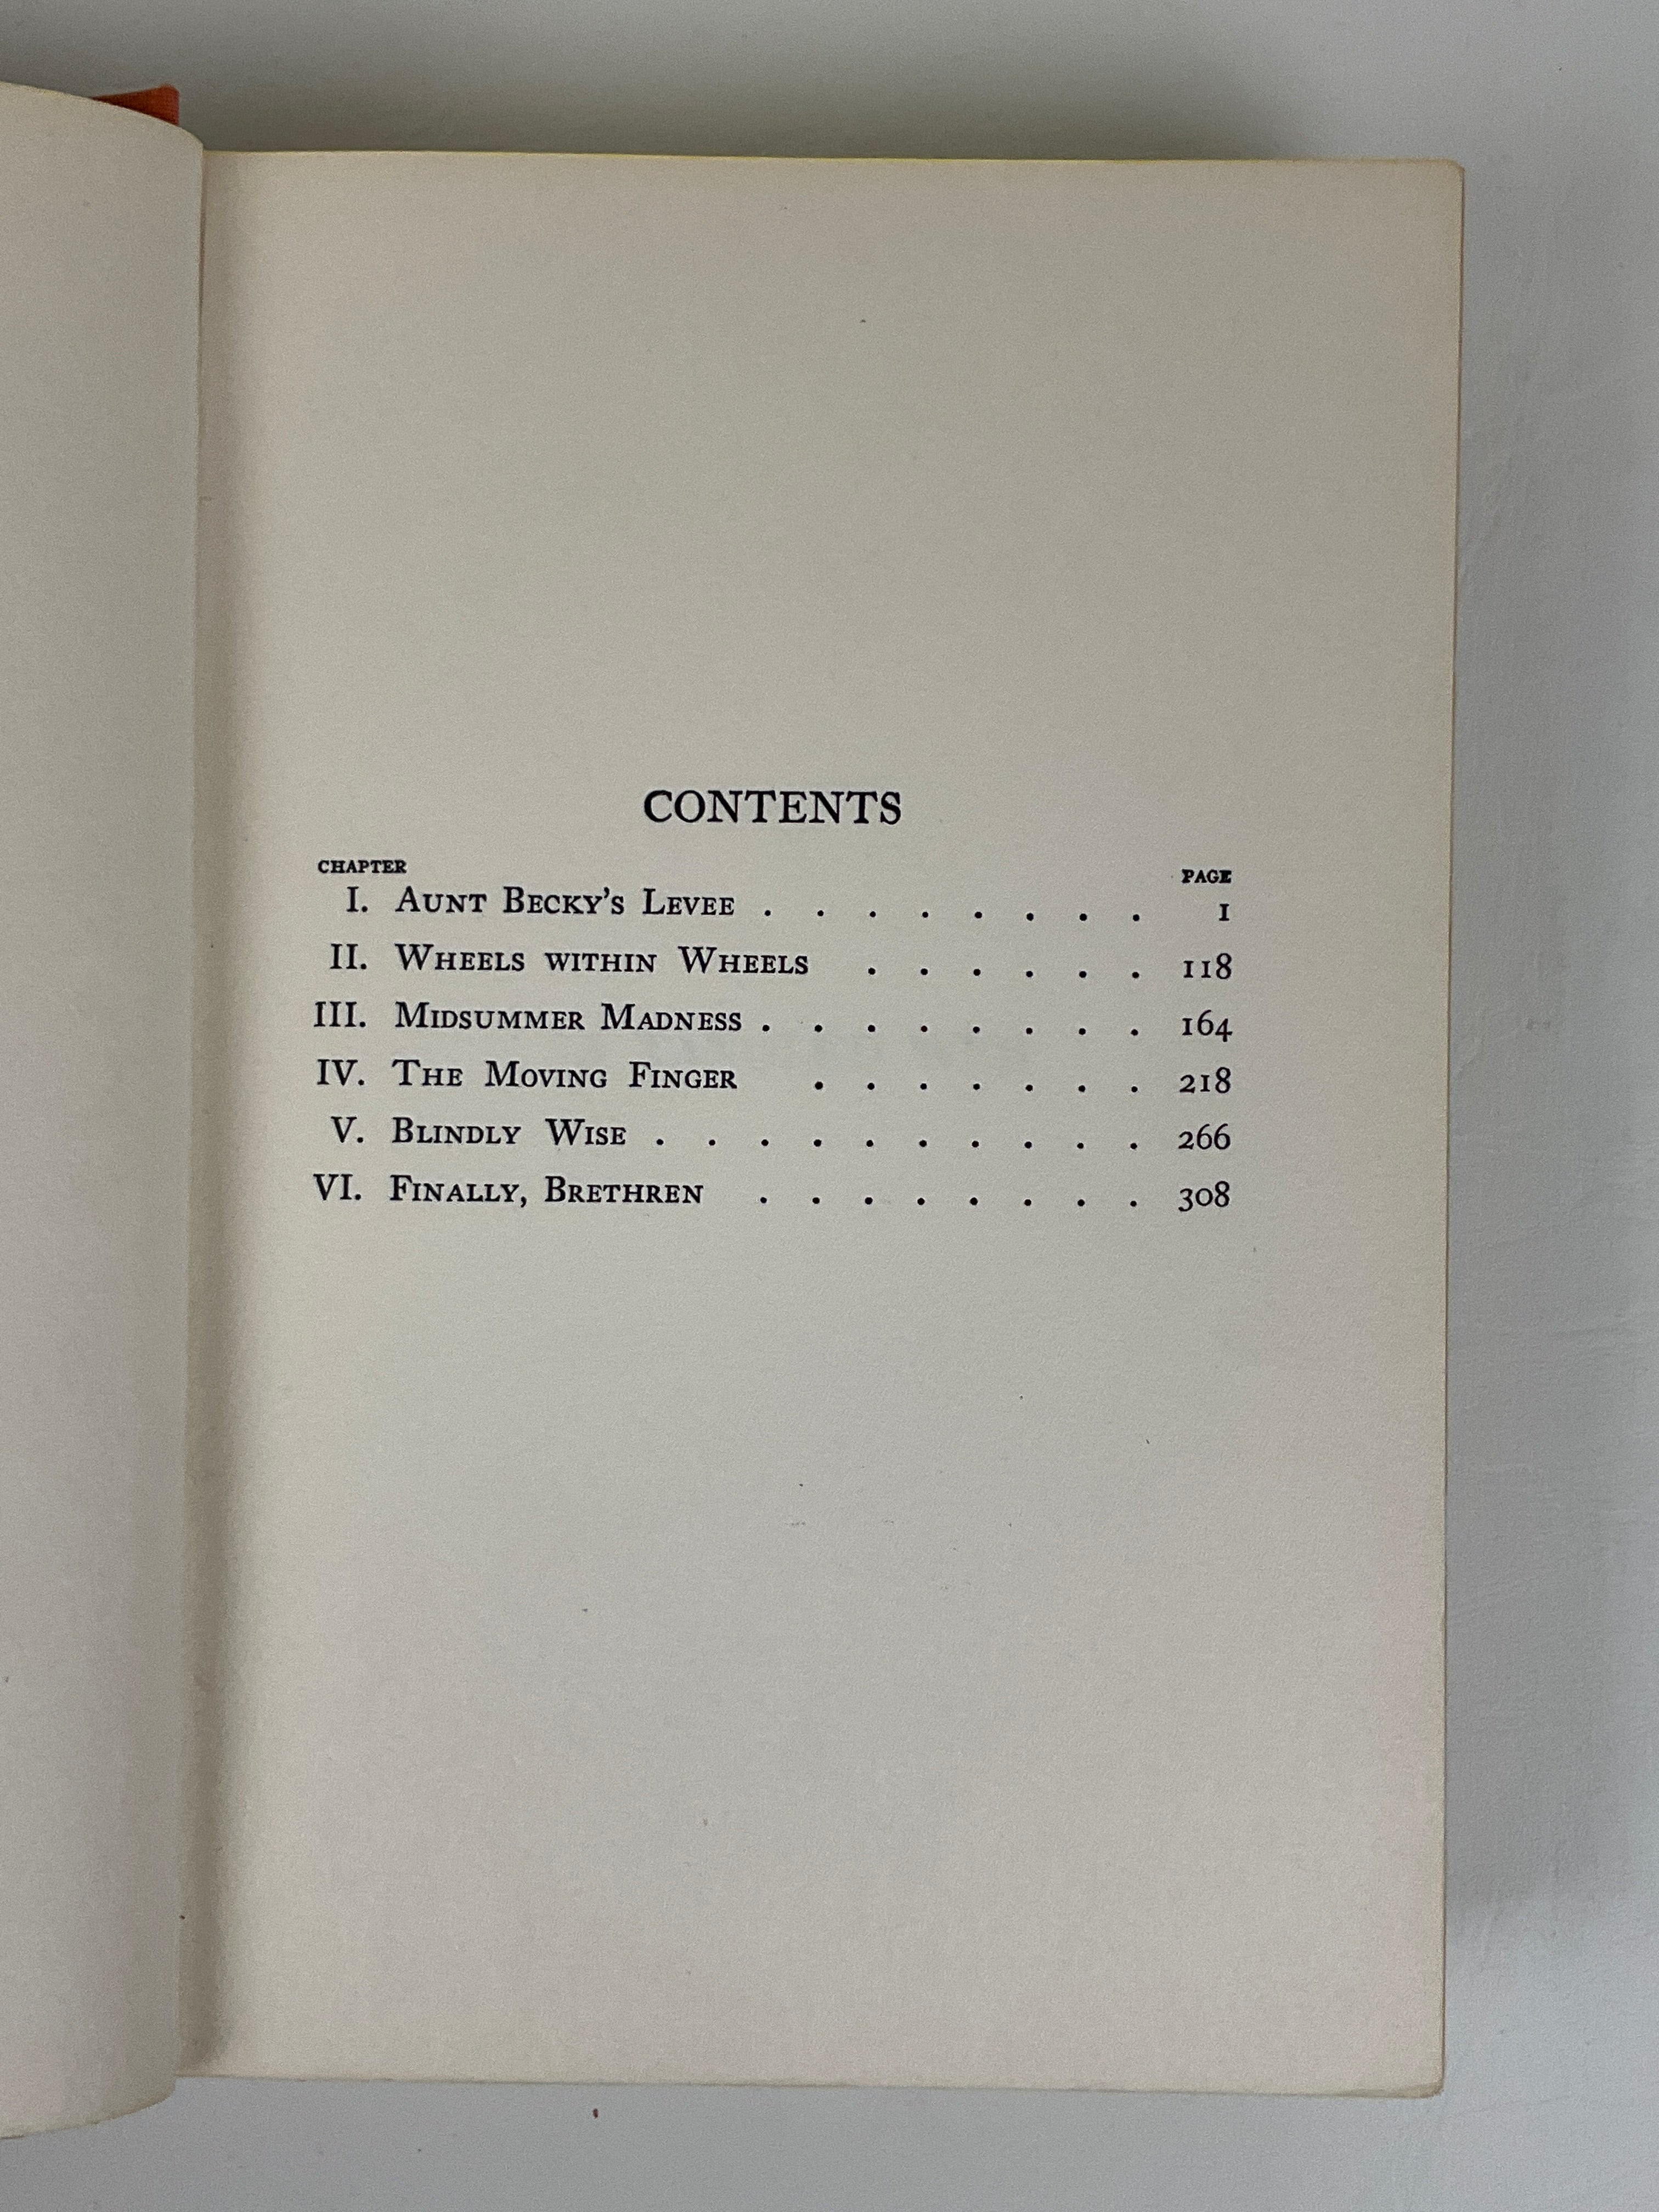 CONTENTS
CHAPTER PAGE
I. AUNT BECKY'S LEVEE . . . . . . . . 1
II. WHEELS WITHIN WHEELS . . . . . . 118
III. MIDSUMMER MADNESS . . . . . . . . 164
IV. THE MOVING FINGER . . . . . . . 218
V. BLINDLY WISE . . . . . . . . . . 266
VI. FINALLY, BRETHREN . . . . . . . . 308